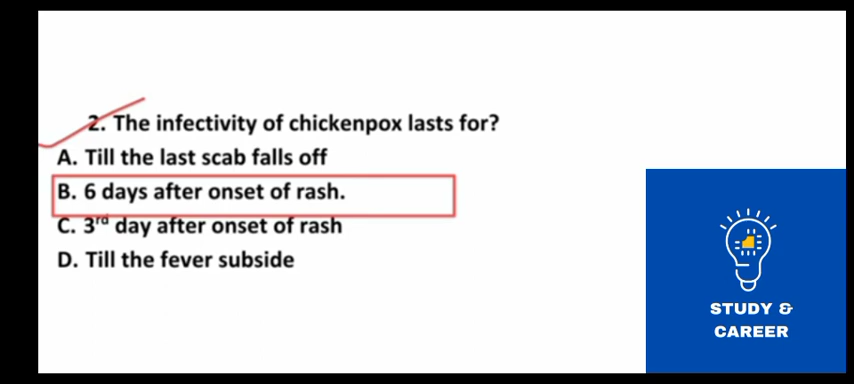 2. The infectivity of chickenpox lasts for?
A. Till the last scab falls off
B. 6 days after onset of rash.
C. 3rd day after onset of rash
D. Till the fever subside
STUDY &
CAREER